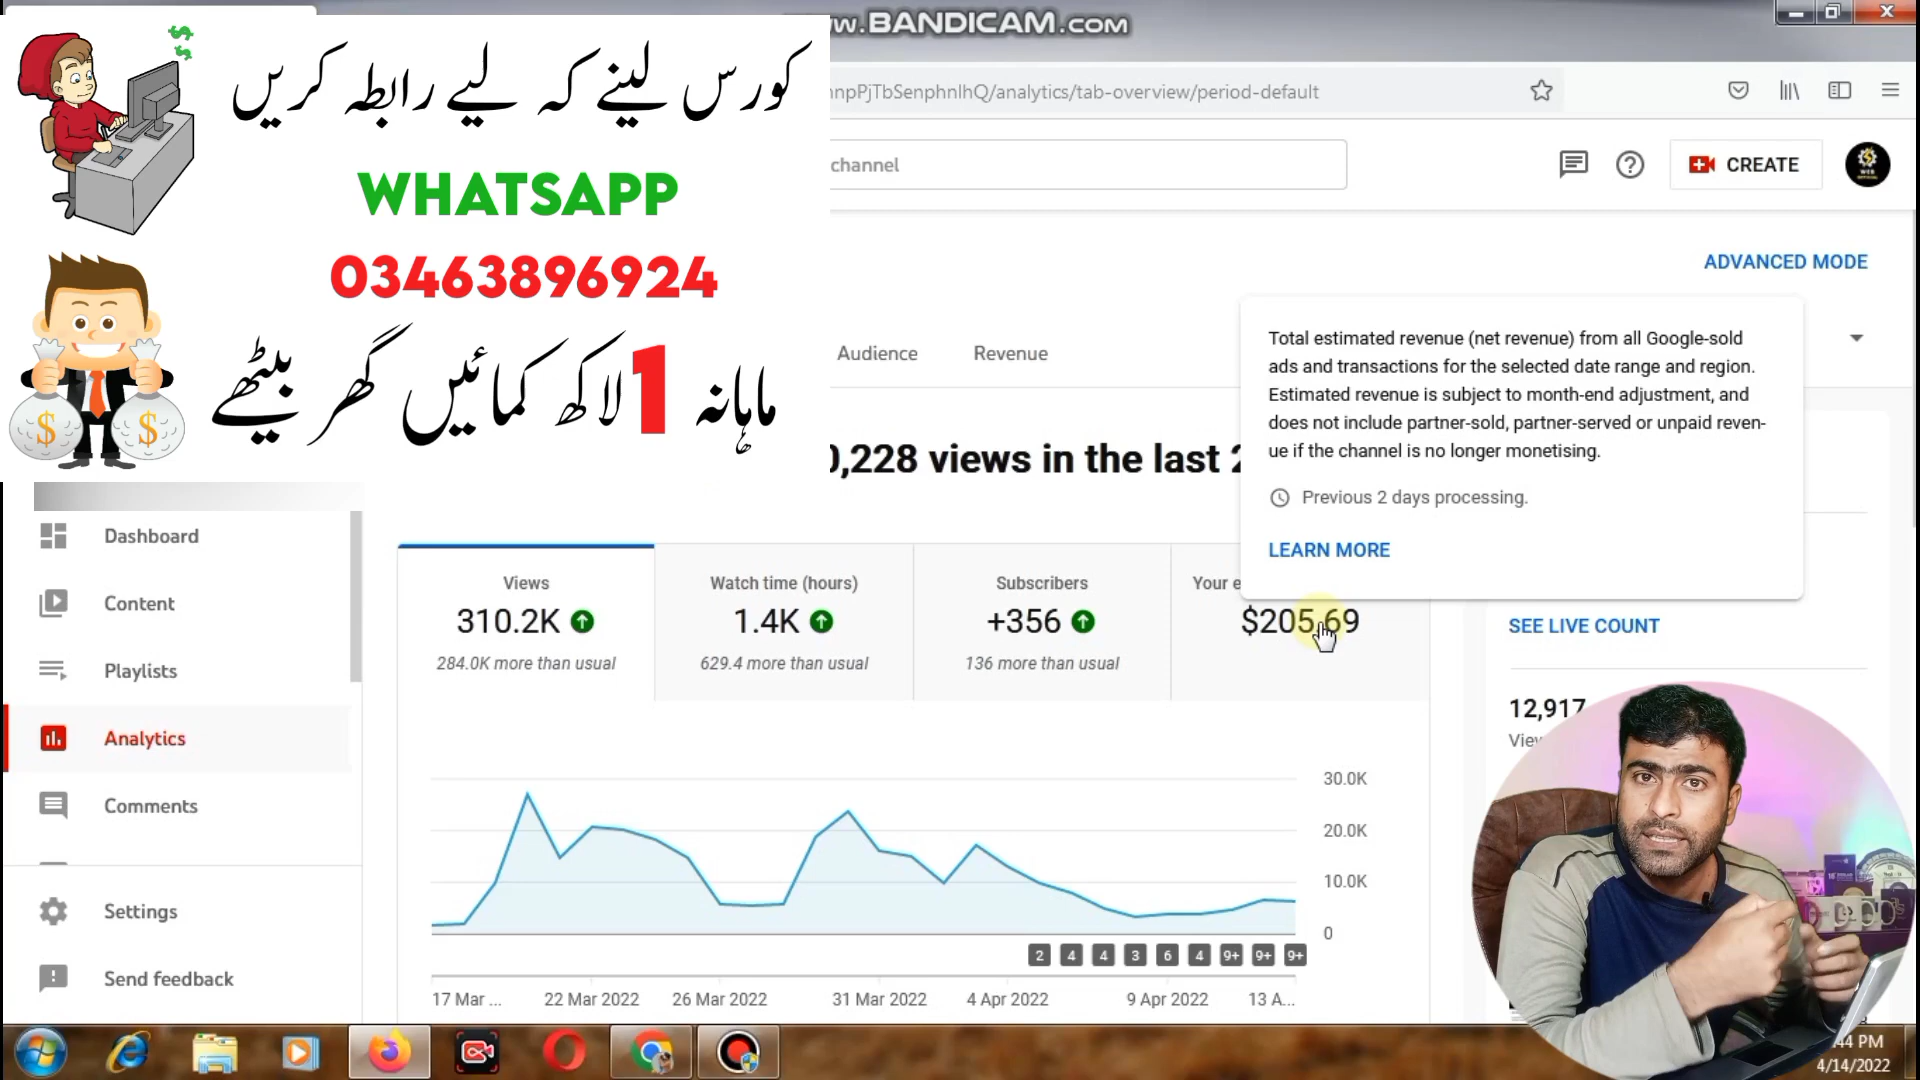 w.BANDICAM.com
کورس لینے کہ لیے رابطہ کریں
WHATSAPP
03463896924
ماہانہ 1 لاکھ کمائیں گھر بیٹھے
nnpPjTbSenphnIhQ/analytics/tab-overview/period-default
channel
CREATE
ADVANCED MODE
Audience
Revenue
Total estimated revenue (net revenue) from all Google-sold
ads and transactions for the selected date range and region.
Estimated revenue is subject to month-end adjustment, and
does not include partner-sold, partner-served or unpaid reven-
ue if the channel is no longer monetising.
Previous 2 days processing.
LEARN MORE
0,228 views in the last 2
Dashboard
Content
Playlists
Analytics
Comments
Settings
Send feedback
Views
310.2K
284.0K more than usual
Watch time (hours)
1.4K
629.4 more than usual
Subscribers
+356
136 more than usual
Your e
$205.69
SEE LIVE COUNT
12,917
30.0K
20.0K
10.0K
0
2 4 4 3 6 4 9+ 9+ 9+
17 Mar ... 22 Mar 2022 26 Mar 2022 31 Mar 2022 4 Apr 2022 9 Apr 2022 13 A...
:44 PM
4/14/2022